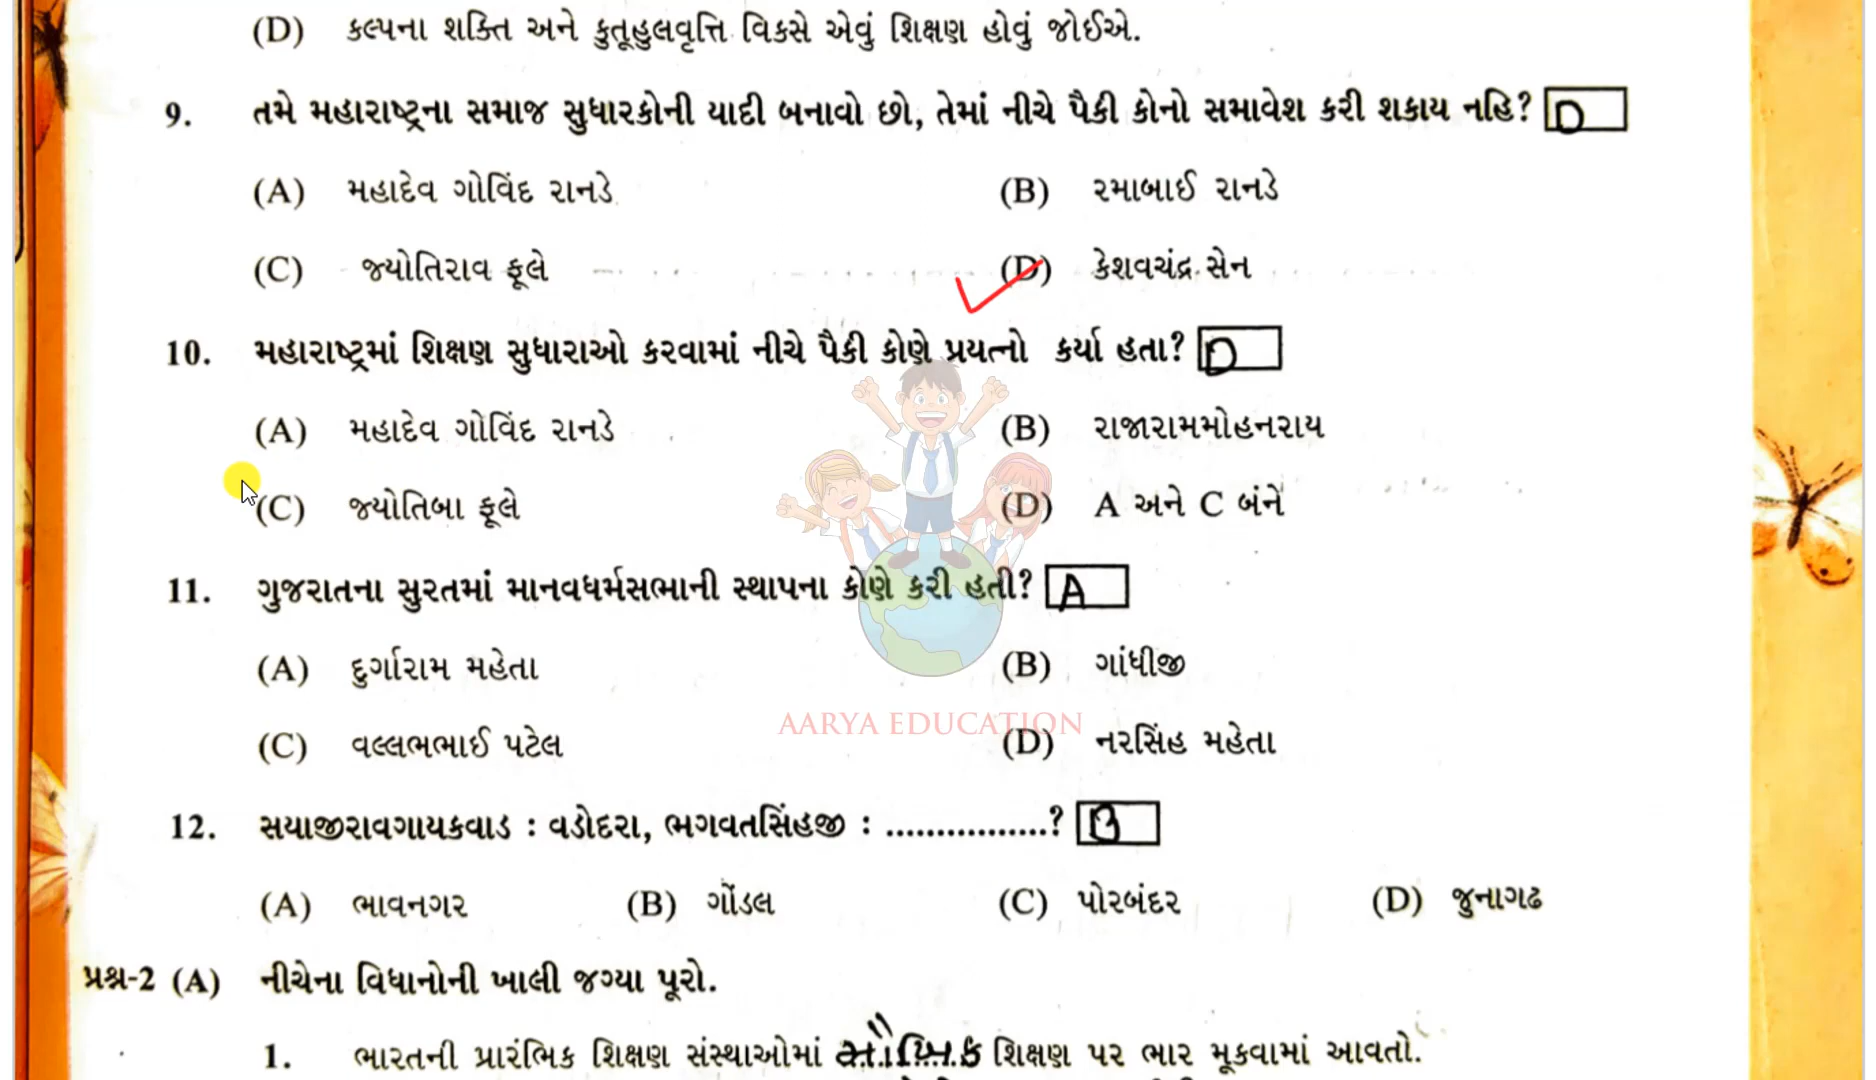 (D) કલ્પના શક્તિ અને કુતૂહુલવૃત્તિ વિકસે એવું શિક્ષણ હોવું જોઈએ.
9. તમે મહારાષ્ટ્રના સમાજ સુધારકોની યાદી બનાવો છો, તેમાં નીચે પૈકી કોનો સમાવેશ કરી શકાય નહિ? D
(A) મહાદેવ ગોવિંદ રાનડે (B) રમાબાઈ રાનડે
(C) જ્યોતિરાવ ફૂલે (D) કેશવચંદ્ર સેન
10. મહારાષ્ટ્રમાં શિક્ષણ સુધારાઓ કરવામાં નીચે પૈકી કોણે પ્રયત્નો કર્યા હતા? D
(A) મહાદેવ ગોવિંદ રાનડે (B) રાજારામમોહનરાય
(C) જ્યોતિબા ફૂલે (D) A અને C બંને
11. ગુજરાતના સુરતમાં માનવધર્મસભાની સ્થાપના કોણે કરી હતી? A
(A) દુર્ગારામ મહેતા (B) ગાંધીજી
AARYA EDUCATION
(C) વલ્લભભાઈ પટેલ (D) નરસિંહ મહેતા
12. સયાજીરાવગાયકવાડ : વડોદરા, ભગવતસિંહજી : .................? B
(A) ભાવનગર (B) ગોંડલ (C) પોરબંદર (D) જુનાગઢ
પ્રશ્ન-2 (A) નીચેના વિધાનોની ખાલી જગ્યા પૂરો.
1. ભારતની પ્રારંભિક શિક્ષણ સંસ્થાઓમાં મૌખિક શિક્ષણ પર ભાર મૂકવામાં આવતો.